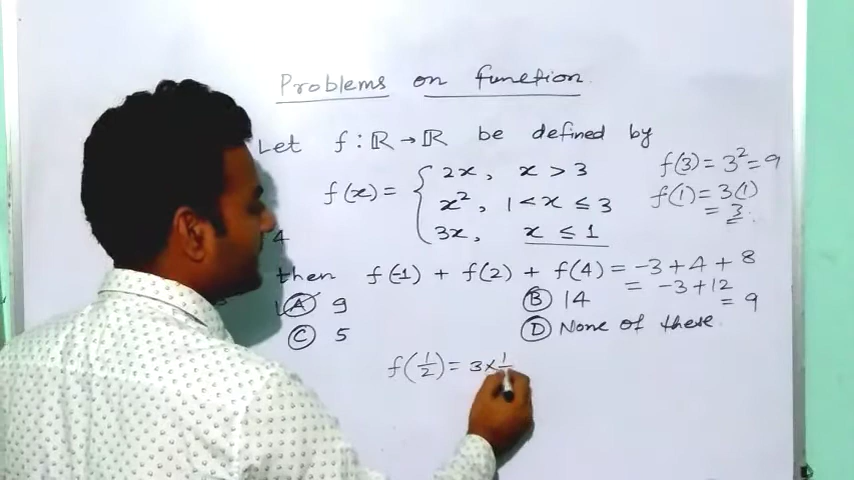 Problems on function.
Let f : ℝ → ℝ be defined by
f(x) = { 2x, x > 3
x², 1 < x ≤ 3
3x, x ≤ 1
f(3) = 3² = 9
f(1) = 3(1)
= 3.
4
then f(-1) + f(2) + f(4) = -3 + 4 + 8
= -3 + 12
= 9
(A) 9
(B) 14
(C) 5
(D) None of these.
f(1/2) = 3 × 1